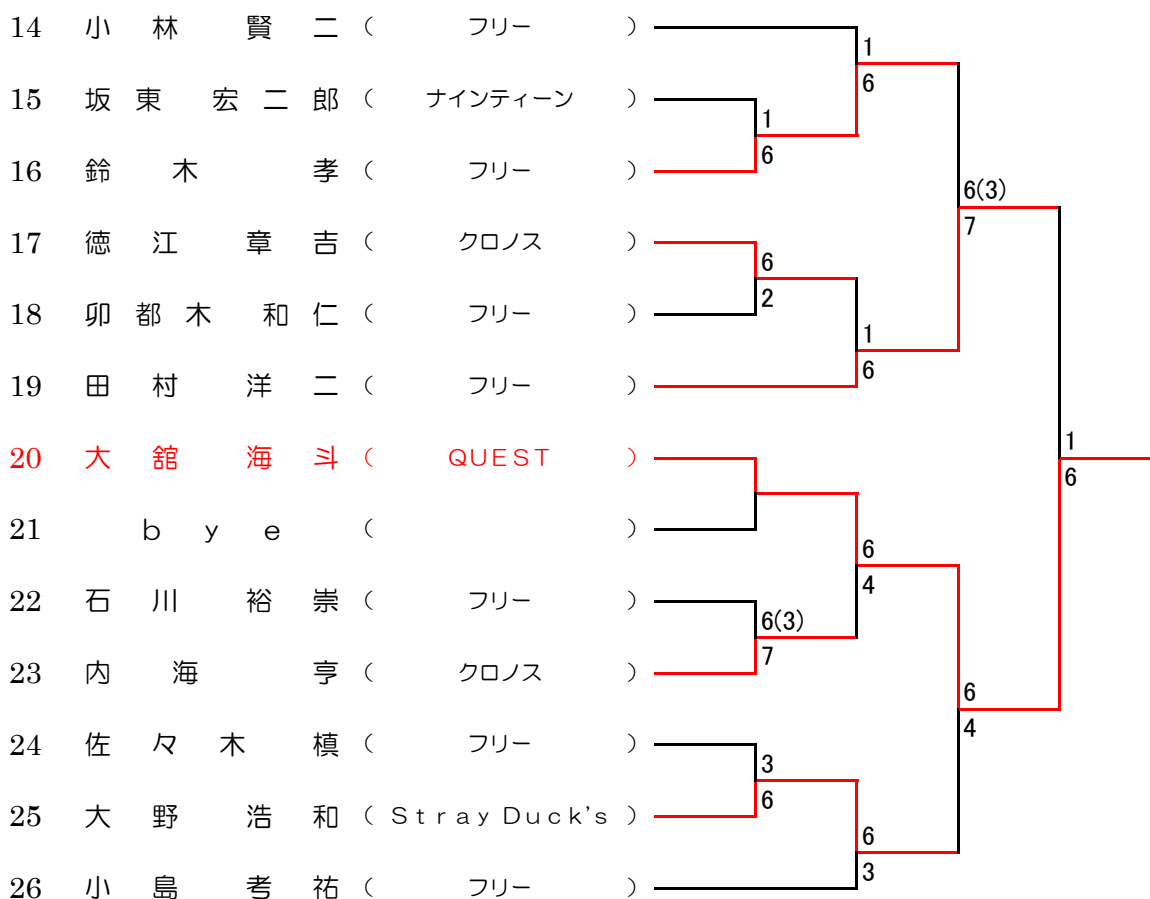 14 小林 賢二 ( フリー )
1
6
15 坂東 宏二郎 ( ナインティーン )
1
6
16 鈴木 孝 ( フリー )
6(3)
7
17 徳江 章吉 ( クロノス )
6
2
18 卯都木 和仁 ( フリー )
1
6
19 田村 洋二 ( フリー )
20 大舘 海斗 ( QUEST )
1
6
21 bye ( )
6
4
22 石川 裕崇 ( フリー )
6(3)
7
23 内海 亨 ( クロノス )
6
4
24 佐々木 槙 ( フリー )
3
6
25 大野 浩和 ( Stray Duck's )
6
3
26 小島 考祐 ( フリー )